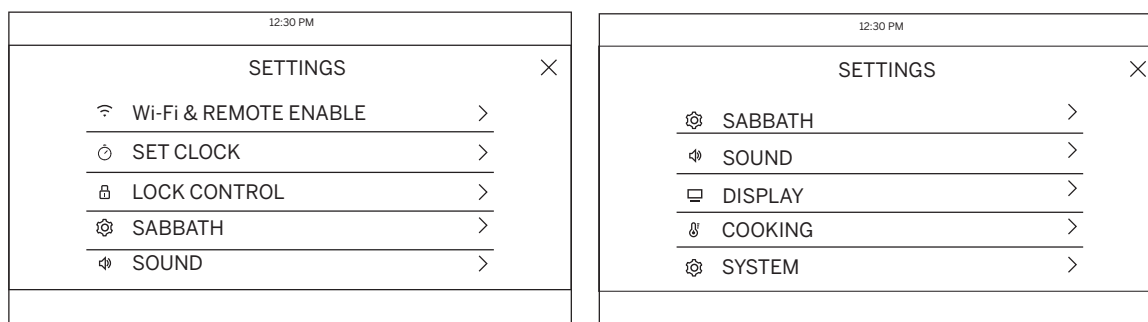 12:30 PM
SETTINGS
Wi-Fi & REMOTE ENABLE
SET CLOCK
LOCK CONTROL
SABBATH
SOUND
12:30 PM
SETTINGS
SABBATH
SOUND
DISPLAY
COOKING
SYSTEM